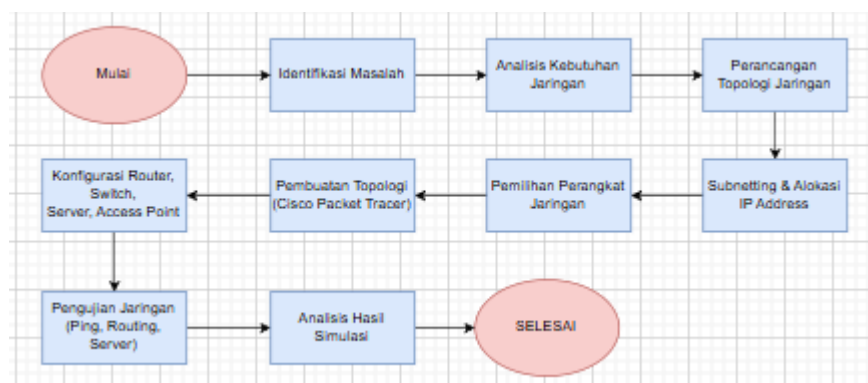 Mulai
Identifikasi Masalah
Analisis Kebutuhan
Jaringan
Perancangan
Topologi Jaringan
Subnetting & Alokasi
IP Address
Pemilihan Perangkat
Jaringan
Pembuatan Topologi
(Cisco Packet Tracer)
Konfigurasi Router,
Switch,
Server, Access Point
Pengujian Jaringan
(Ping, Routing,
Server)
Analisis Hasil
Simulasi
SELESAI